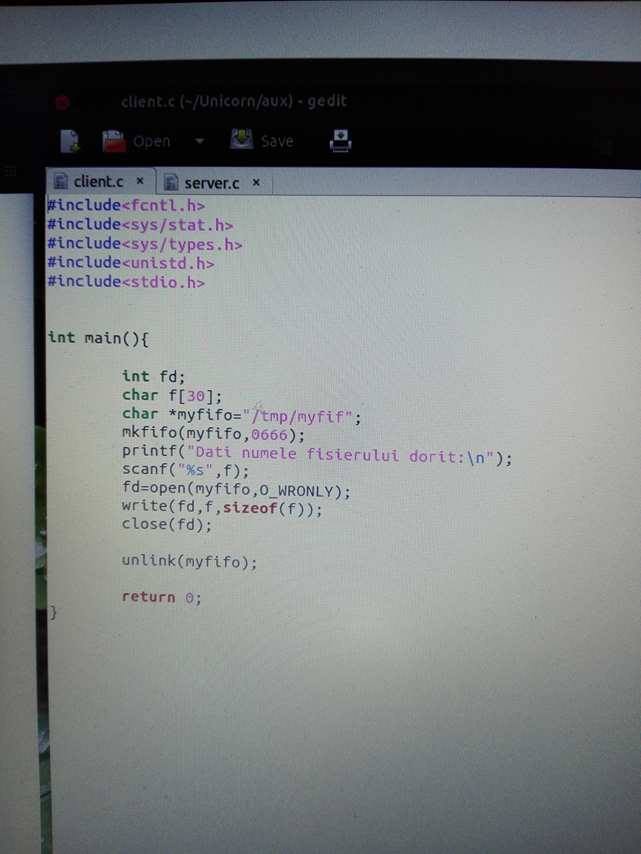 client.c (~/Unicorn/aux) - gedit
Open Save
client.c × server.c ×
#include<fcntl.h>
#include<sys/stat.h>
#include<sys/types.h>
#include<unistd.h>
#include<stdio.h>
int main(){
int fd;
char f[30];
char *myfifo="/tmp/myfif";
mkfifo(myfifo,0666);
printf("Dati numele fisierului dorit:\n");
scanf("%s",f);
fd=open(myfifo,O_WRONLY);
write(fd,f,sizeof(f));
close(fd);
unlink(myfifo);
return 0;
}